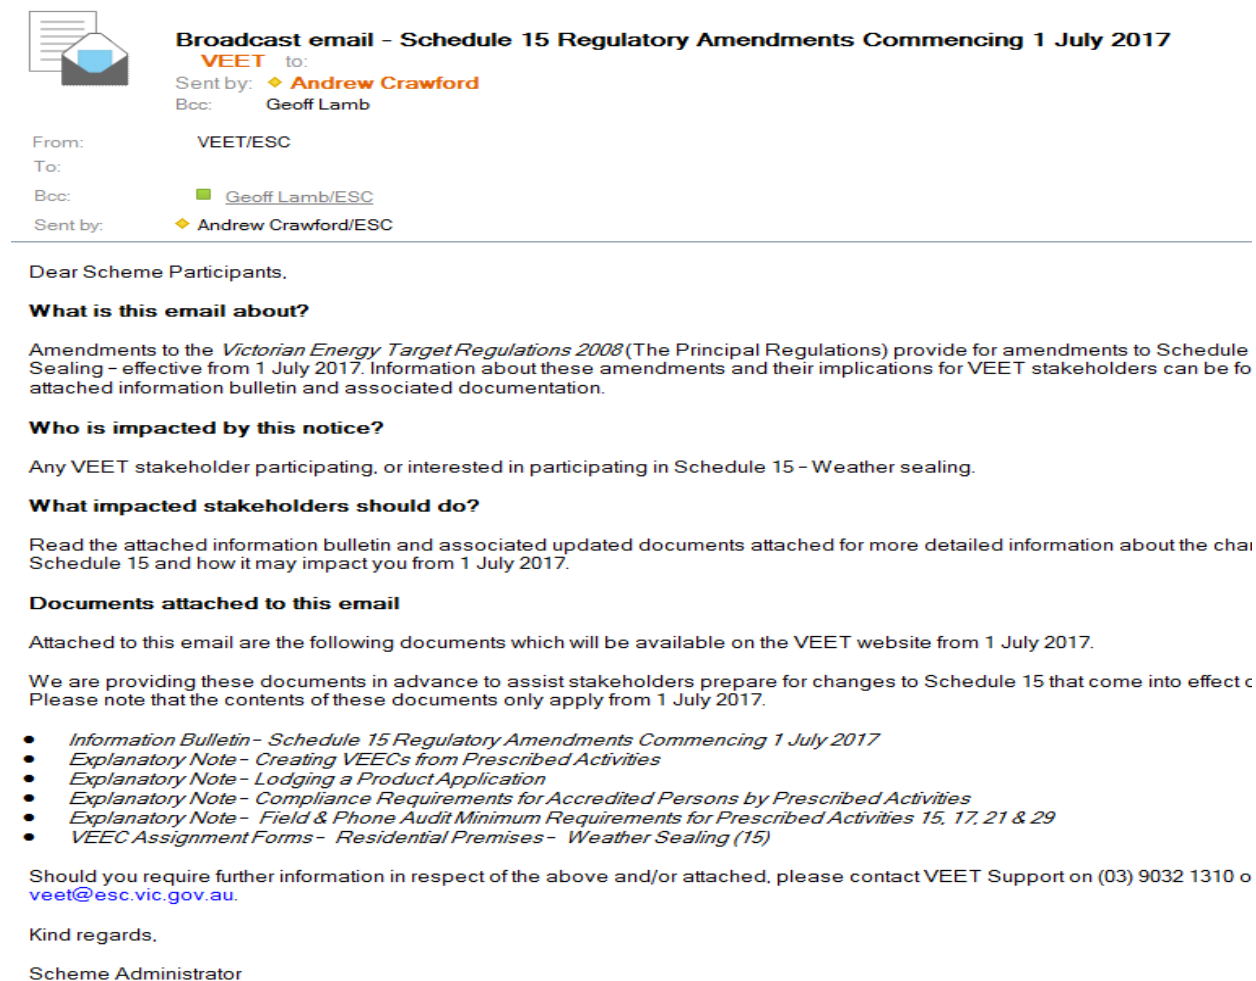 Broadcast email - Schedule 15 Regulatory Amendments Commencing 1 July 2017
VEET to:
Sent by: Andrew Crawford
Bcc: Geoff Lamb
From: VEET/ESC
To:
Bcc: Geoff Lamb/ESC
Sent by: Andrew Crawford/ESC
Dear Scheme Participants,
What is this email about?
Amendments to the Victorian Energy Target Regulations 2008 (The Principal Regulations) provide for amendments to Schedule
Sealing – effective from 1 July 2017. Information about these amendments and their implications for VEET stakeholders can be fo
attached information bulletin and associated documentation.
Who is impacted by this notice?
Any VEET stakeholder participating, or interested in participating in Schedule 15 – Weather sealing.
What impacted stakeholders should do?
Read the attached information bulletin and associated updated documents attached for more detailed information about the char
Schedule 15 and how it may impact you from 1 July 2017.
Documents attached to this email
Attached to this email are the following documents which will be available on the VEET website from 1 July 2017.
We are providing these documents in advance to assist stakeholders prepare for changes to Schedule 15 that come into effect o
Please note that the contents of these documents only apply from 1 July 2017.
• Information Bulletin – Schedule 15 Regulatory Amendments Commencing 1 July 2017
• Explanatory Note – Creating VEECs from Prescribed Activities
• Explanatory Note – Lodging a Product Application
• Explanatory Note – Compliance Requirements for Accredited Persons by Prescribed Activities
• Explanatory Note – Field & Phone Audit Minimum Requirements for Prescribed Activities 15, 17, 21 & 29
• VEEC Assignment Forms – Residential Premises – Weather Sealing (15)
Should you require further information in respect of the above and/or attached, please contact VEET Support on (03) 9032 1310 o
veet@esc.vic.gov.au.
Kind regards,
Scheme Administrator